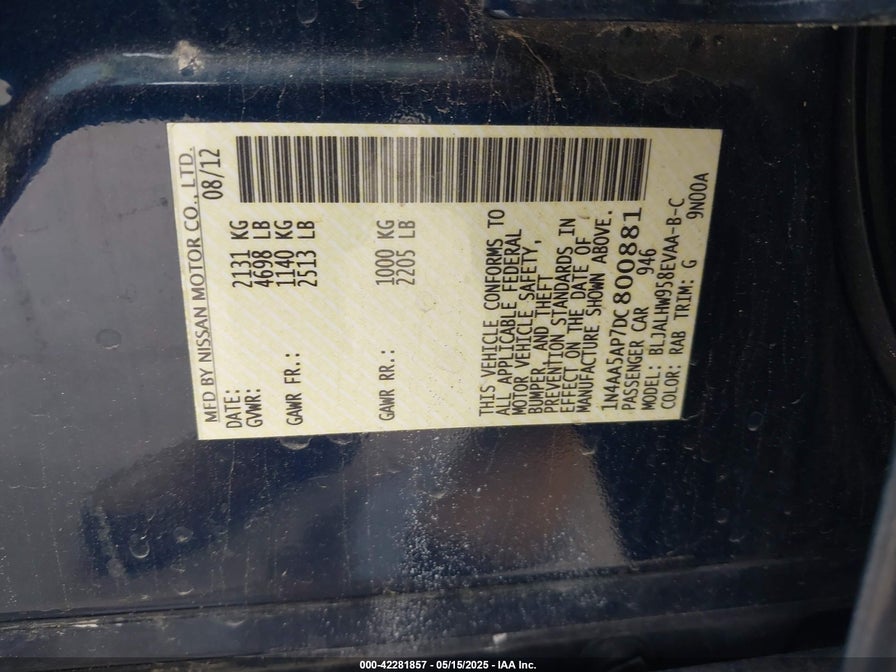 MFD BY NISSAN MOTOR CO., LTD.
DATE: 08/12
GVWR: 2131 KG
4698 LB
GAWR FR.: 1140 KG
2513 LB
GAWR RR.: 1000 KG
2205 LB
THIS VEHICLE CONFORMS TO
ALL APPLICABLE FEDERAL
MOTOR VEHICLE SAFETY,
BUMPER, AND THEFT
PREVENTION STANDARDS IN
EFFECT ON THE DATE OF
MANUFACTURE SHOWN ABOVE.
1N4AA5AP7DC800881
PASSENGER CAR 946
MODEL: BLJALHW958EVAA-B-C
COLOR: RAB TRIM: G 9N00A
000-42281857 - 05/15/2025 - IAA Inc.